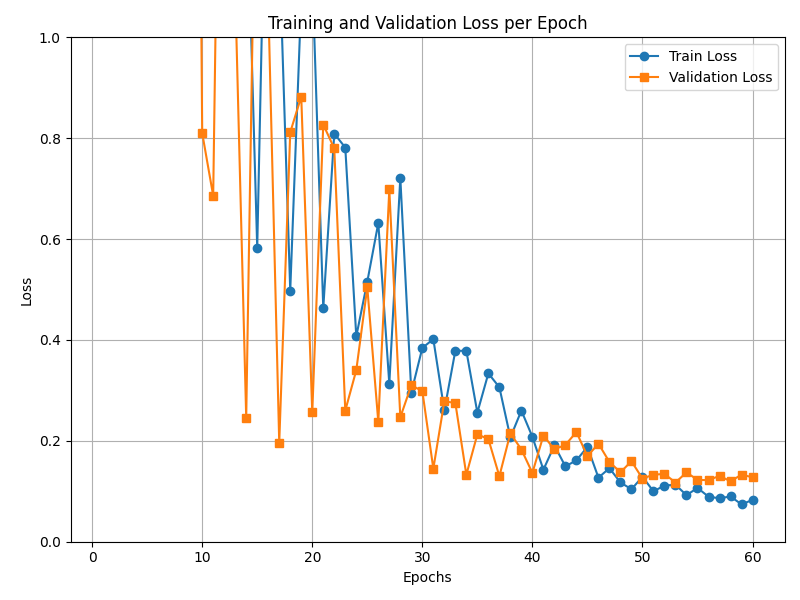 Training and Validation Loss per Epoch
1.0
0.8
0.6
0.4
0.2
0.0
Loss
Train Loss
Validation Loss
0 10 20 30 40 50 60
Epochs